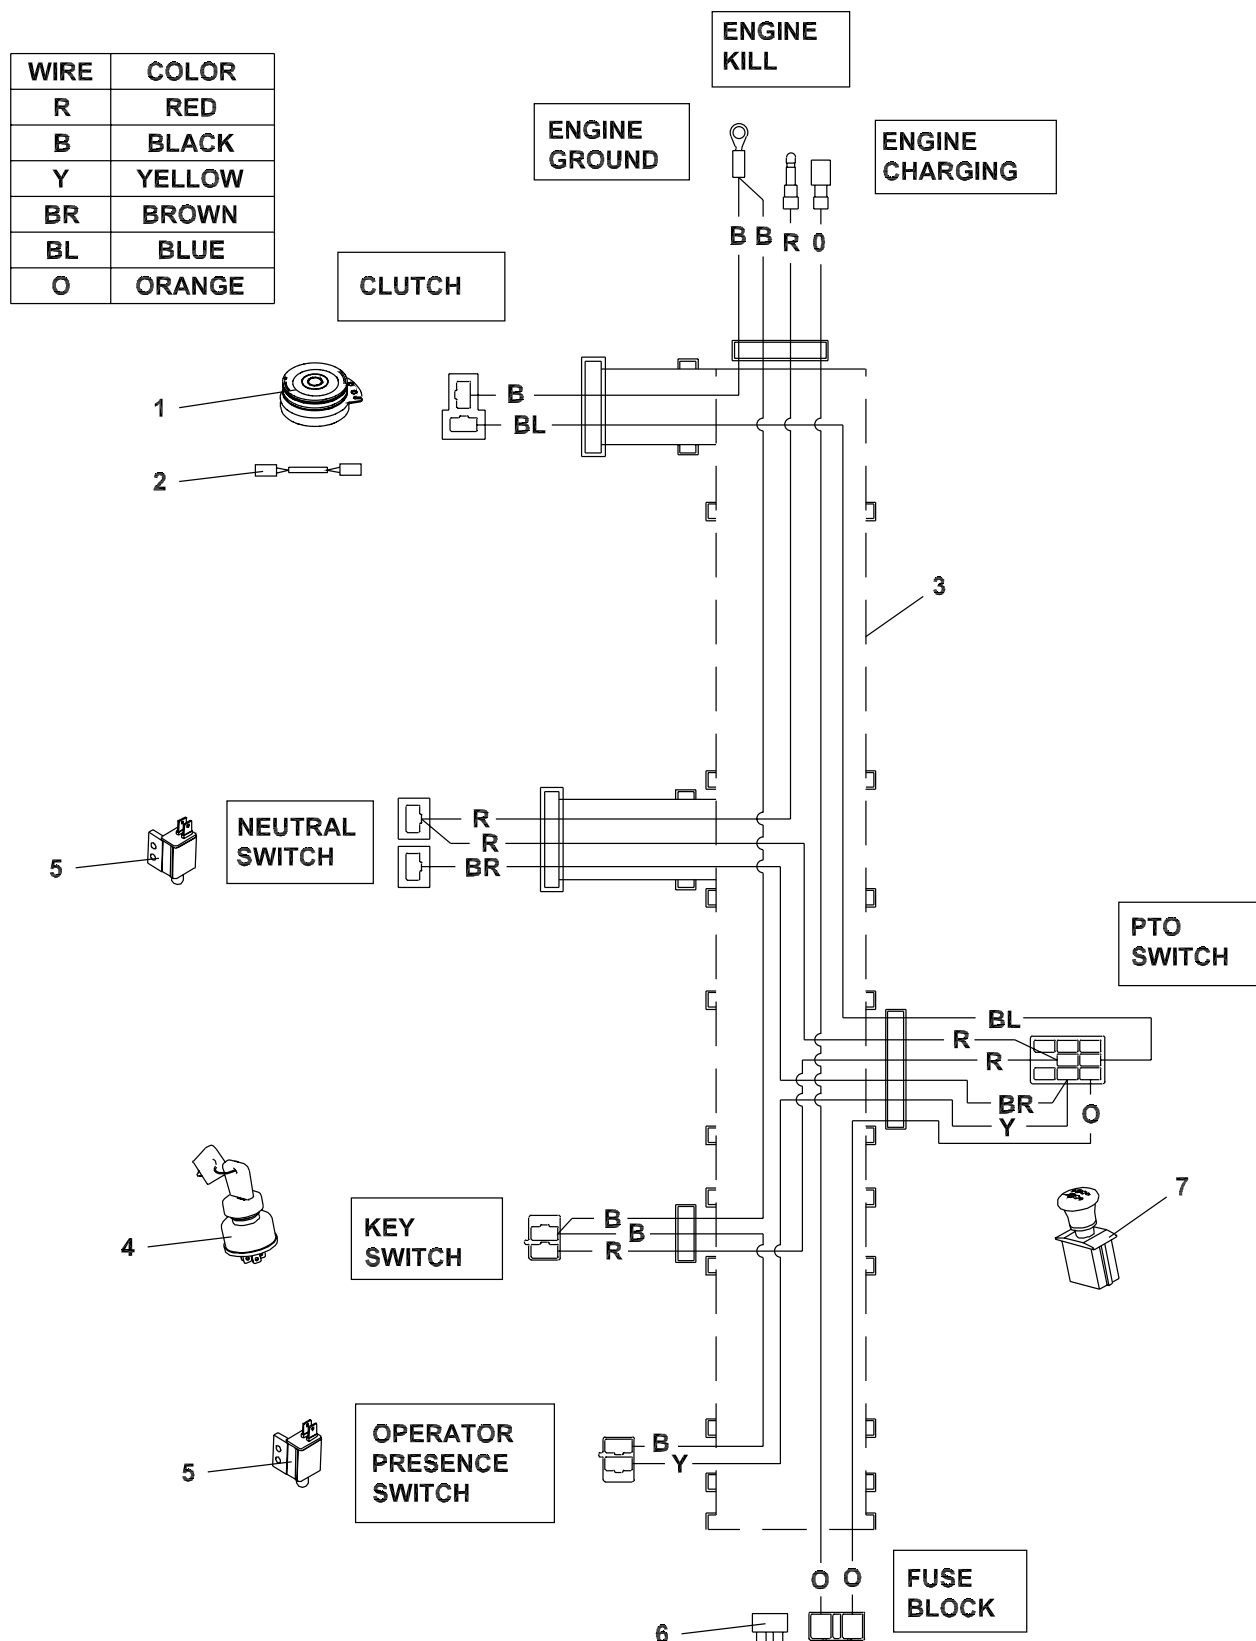 ENGINE
KILL
WIRE COLOR
R RED
B BLACK
Y YELLOW
BR BROWN
BL BLUE
O ORANGE
ENGINE
GROUND
ENGINE
CHARGING
B B R 0
CLUTCH
1
B
BL
2
3
NEUTRAL
SWITCH
5
R
R
BR
PTO
SWITCH
BL
R
R
BR
O
Y
7
4
KEY
SWITCH
B
B
R
5
OPERATOR
PRESENCE
SWITCH
B
Y
O O
FUSE
BLOCK
6